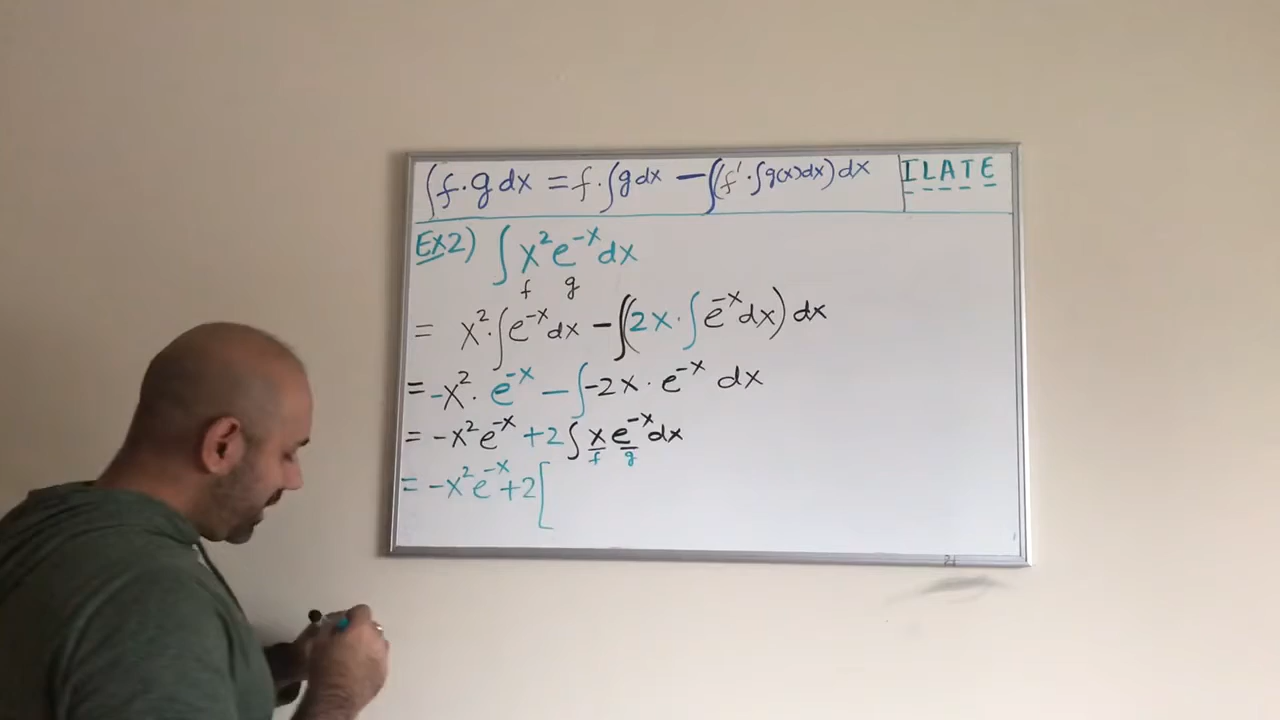 ∫f·g dx = f·∫g dx − ∫(f'·∫g(x)dx)dx ILATE
Ex2) ∫x²e⁻ˣdx
f g
= x²·∫e⁻ˣdx − ∫(2x·∫e⁻ˣdx)dx
= -x²·e⁻ˣ − ∫-2x·e⁻ˣ dx
= -x²e⁻ˣ +2∫x e⁻ˣdx
f g
= -x²e⁻ˣ+2[